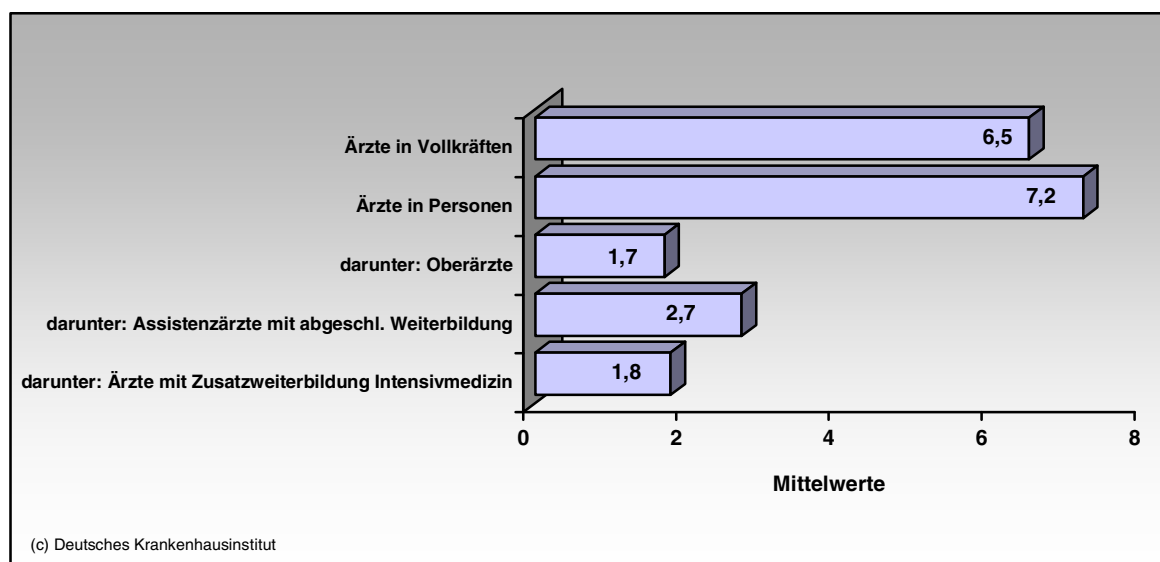 Ärzte in Vollkräften
6,5
Ärzte in Personen
7,2
darunter: Oberärzte
1,7
darunter: Assistenzärzte mit abgeschl. Weiterbildung
2,7
darunter: Ärzte mit Zusatzweiterbildung Intensivmedizin
1,8
0 2 4 6 8
Mittelwerte
(c) Deutsches Krankenhausinstitut